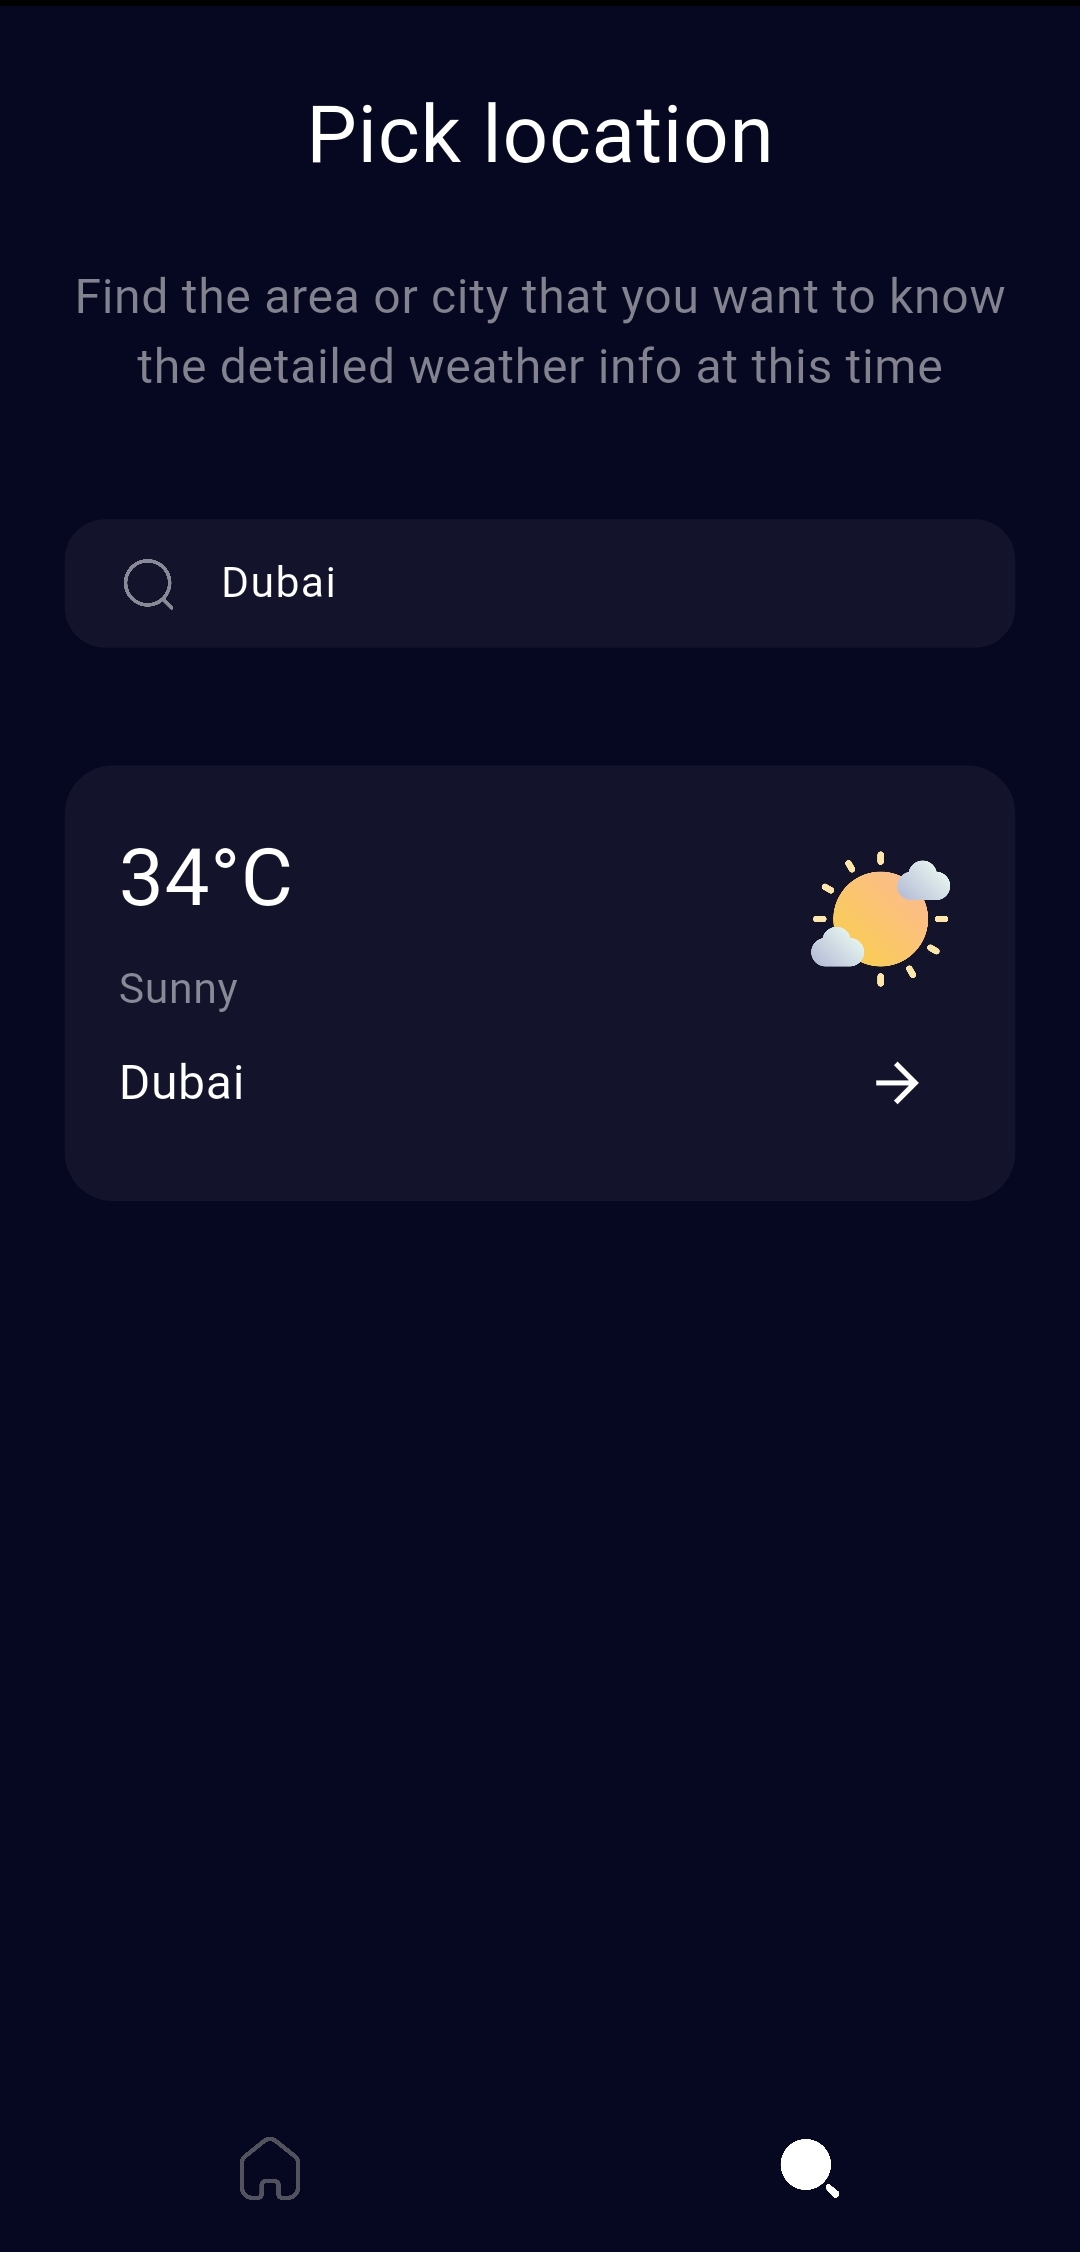 Pick location
Find the area or city that you want to know
the detailed weather info at this time
Dubai
34°C
Sunny
Dubai